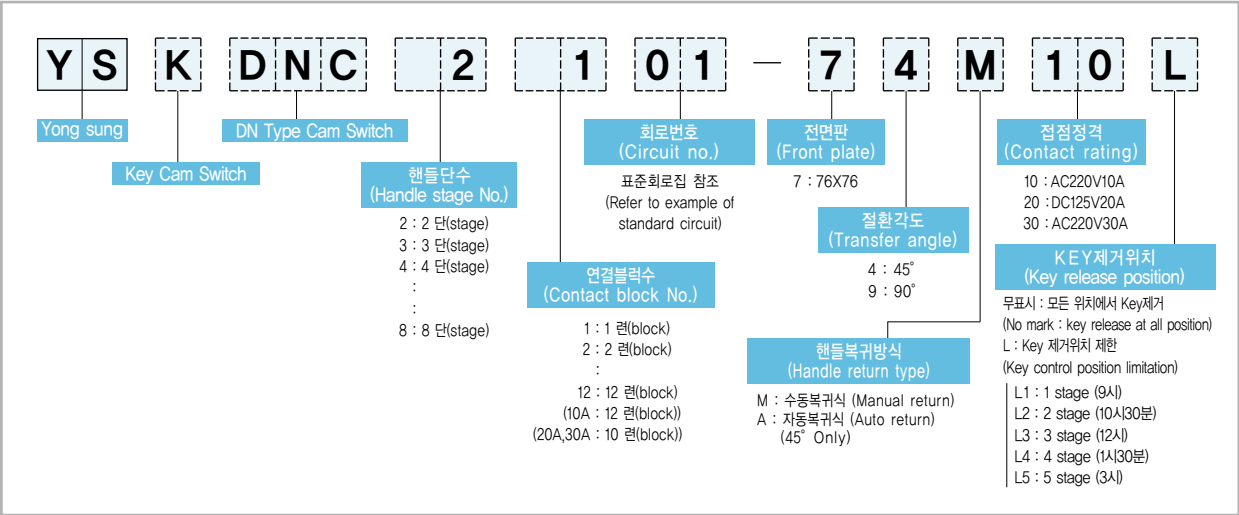 YS K DNC 2 1 01 — 7 4 M 10 L
Yong sung
Key Cam Switch
DN Type Cam Switch
핸들단수
(Handle stage No.)
2 : 2 단(stage)
3 : 3 단(stage)
4 : 4 단(stage)
:
:
8 : 8 단(stage)
연결블럭수
(Contact block No.)
1 : 1 련(block)
2 : 2 련(block)
:
12 : 12 련(block)
(10A : 12 련(block))
(20A,30A : 10 련(block))
회로번호
(Circuit no.)
표준회로집 참조
(Refer to example of
standard circuit)
전면판
(Front plate)
7 : 76X76
절환각도
(Transfer angle)
4 : 45°
9 : 90°
핸들복귀방식
(Handle return type)
M : 수동복귀식 (Manual return)
A : 자동복귀식 (Auto return)
(45° Only)
접점정격
(Contact rating)
10 : AC220V10A
20 : DC125V20A
30 : AC220V30A
KEY제거위치
(Key release position)
무표시 : 모든 위치에서 Key제거
(No mark : key release at all position)
L : Key 제거위치 제한
(Key control position limitation)
L1 : 1 stage (9시)
L2 : 2 stage (10시30분)
L3 : 3 stage (12시)
L4 : 4 stage (1시30분)
L5 : 5 stage (3시)